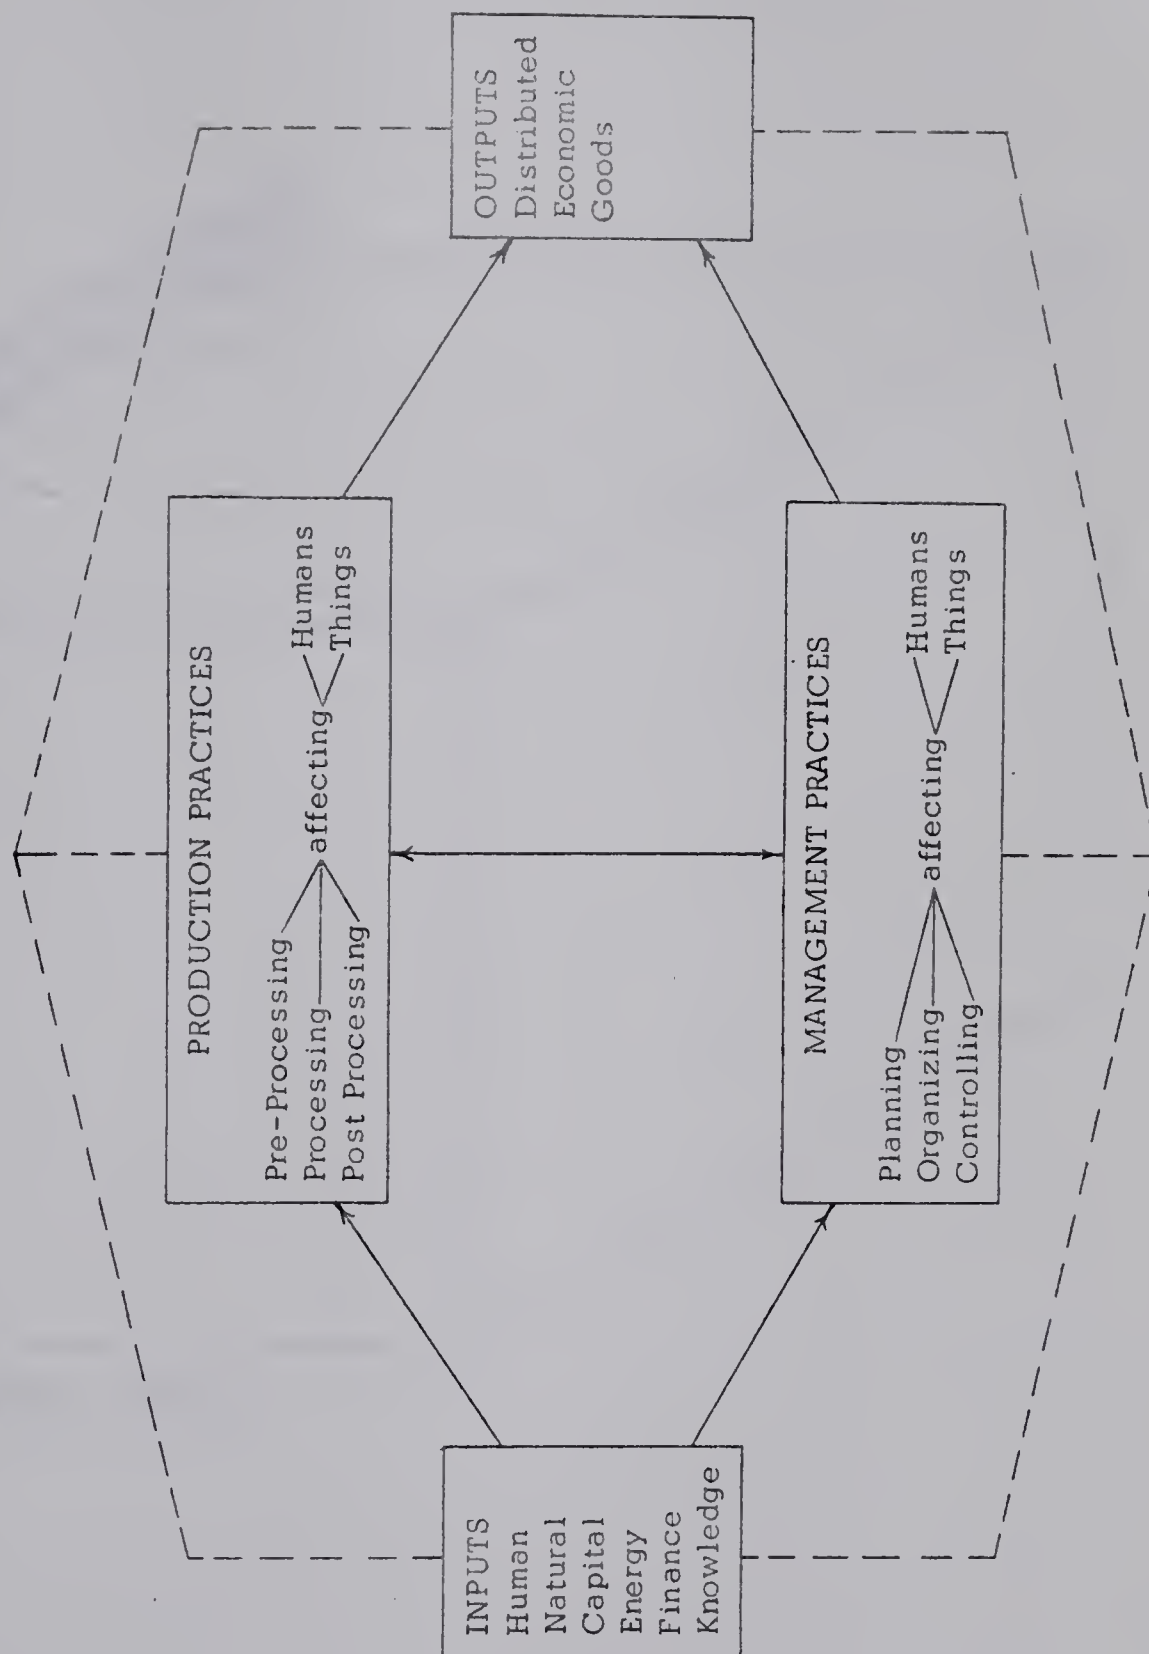 PRODUCTION PRACTICES
Pre-Processing
Processing
Post Processing
affecting
Humans
Things
INPUTS
Human
Natural
Capital
Energy
Finance
Knowledge
OUTPUTS
Distributed
Economic
Goods
MANAGEMENT PRACTICES
Planning
Organizing
Controlling
affecting
Humans
Things